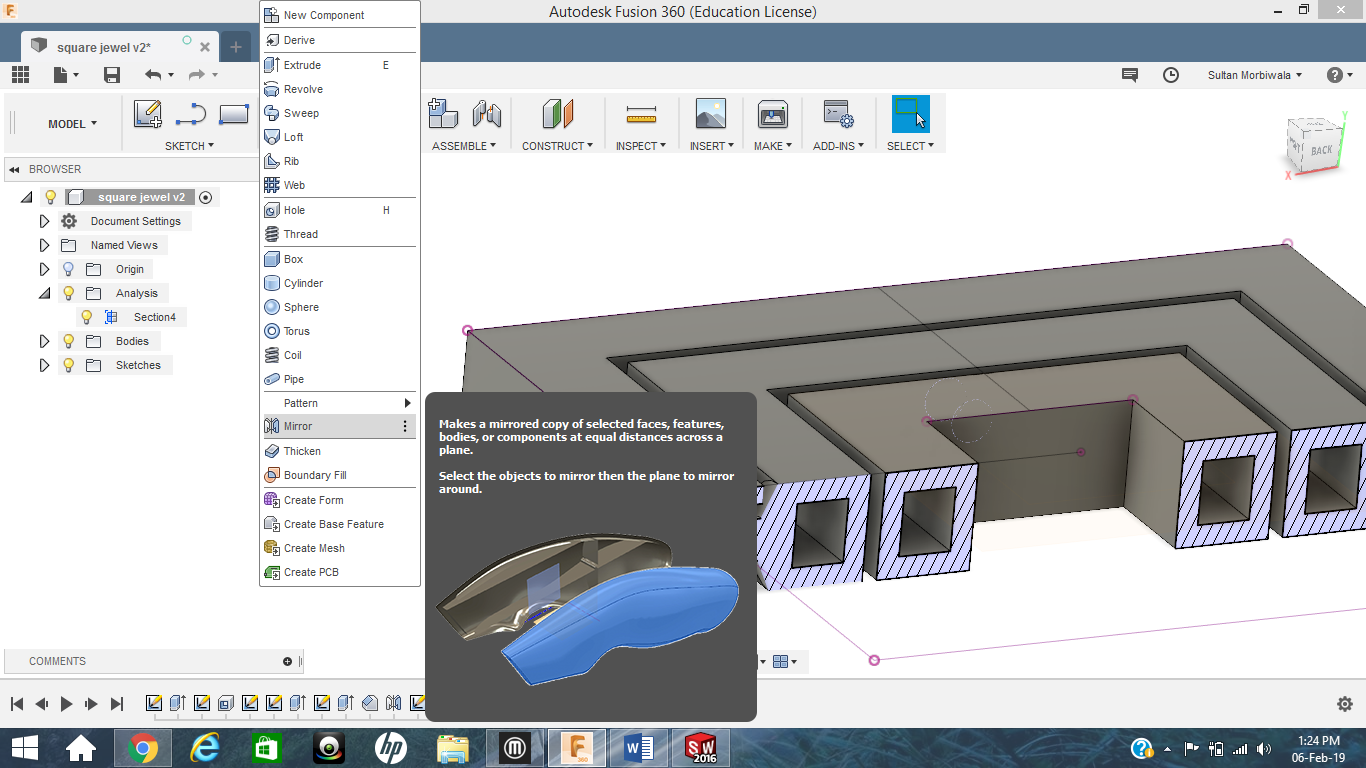 Autodesk Fusion 360 (Education License)
square jewel v2*
Sultan Morbiwala
MODEL
SKETCH
ASSEMBLE
CONSTRUCT
INSPECT
INSERT
MAKE
ADD-INS
SELECT
New Component
Derive
Extrude E
Revolve
Sweep
Loft
Rib
Web
Hole H
Thread
Box
Cylinder
Sphere
Torus
Coil
Pipe
Pattern
Mirror
Thicken
Boundary Fill
Create Form
Create Base Feature
Create Mesh
Create PCB
BROWSER
square jewel v2
Document Settings
Named Views
Origin
Analysis
Section4
Bodies
Sketches
BACK
Y
X
Makes a mirrored copy of selected faces, features,
bodies, or components at equal distances across a
plane.
Select the objects to mirror then the plane to mirror
around.
COMMENTS
hp
F
360
W
SW
2016
1:24 PM
06-Feb-19